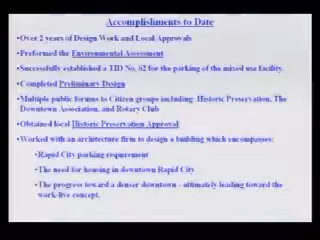 Accomplishments to Date
•Over 2 years of Design Work and Local Approvals
•Preformed the Environmental Assessment
•Successfully established a TID No. 62 for the parking of the mixed use facility.
•Completed Preliminary Design
•Multiple public forums to Citizen groups including: Historic Preservation, The
Downtown Association, and Rotary Club
•Obtained local Historic Preservation Approval
•Worked with an architecture firm to design a building which encompasses:
•Rapid City parking requirement
•The need for housing in downtown Rapid City
•The progress toward a denser downtown - ultimately leading toward the
work-live concept.